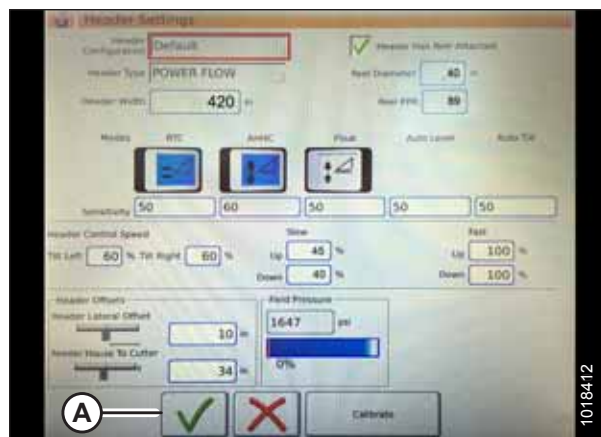 Header Settings
Header Configuration Default
Header Has Reel Attached
Header Type POWER FLOW
Reel Diameter 40 in
Header Width 420 in
Reel PPR 89
Modes RTC AHHC Float Auto Level Auto Tilt
Sensitivity 50 60 50 50 50
Header Control Speed
Slow
Fast
Tilt Left 60 % Tilt Right 60 %
Up 45 %
Up 100 %
Down 40 %
Down 100 %
Header Offsets
Field Pressure
Header Lateral Offset
10 in
1647 psi
Feeder House To Cutter
34 in
0%
A
Calibrate
1018412